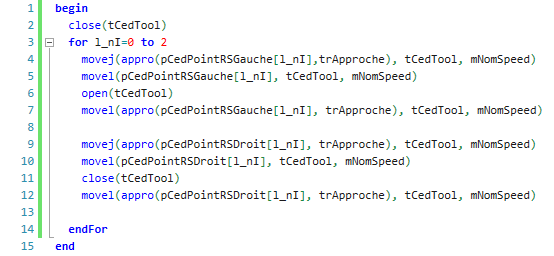 1 begin
2 close(tCedTool)
3 for l_nI=0 to 2
4 movej(appro(pCedPointRSGauche[l_nI],trApproche), tCedTool, mNomSpeed)
5 movel(pCedPointRSGauche[l_nI], tCedTool, mNomSpeed)
6 open(tCedTool)
7 movel(appro(pCedPointRSGauche[l_nI], trApproche), tCedTool, mNomSpeed)
8
9 movej(appro(pCedPointRSDroit[l_nI], trApproche), tCedTool, mNomSpeed)
10 movel(pCedPointRSDroit[l_nI], tCedTool, mNomSpeed)
11 close(tCedTool)
12 movel(appro(pCedPointRSDroit[l_nI], trApproche), tCedTool, mNomSpeed)
13
14 endFor
15 end